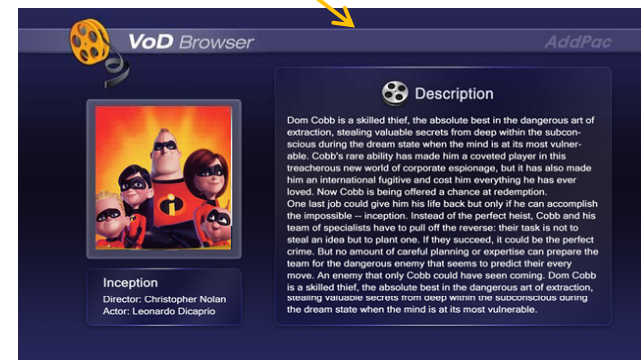 VoD Browser
AddPac
Description
Dom Cobb is a skilled thief, the absolute best in the dangerous art of
extraction, stealing valuable secrets from deep within the subcon-
scious during the dream state when the mind is at its most vulner-
able. Cobb's rare ability has made him a coveted player in this
treacherous new world of corporate espionage, but it has also made
him an international fugitive and cost him everything he has ever
loved. Now Cobb is being offered a chance at redemption.
One last job could give him his life back but only if he can accomplish
the impossible -- inception. Instead of the perfect heist, Cobb and his
team of specialists have to pull off the reverse: their task is not to
steal an idea but to plant one. If they succeed, it could be the perfect
crime. But no amount of careful planning or expertise can prepare the
team for the dangerous enemy that seems to predict their every
move. An enemy that only Cobb could have seen coming. Dom Cobb
is a skilled thief, the absolute best in the dangerous art of extraction,
stealing valuable secrets from deep within the subconscious during
the dream state when the mind is at its most vulnerable.
Inception
Director: Christopher Nolan
Actor: Leonardo Dicaprio